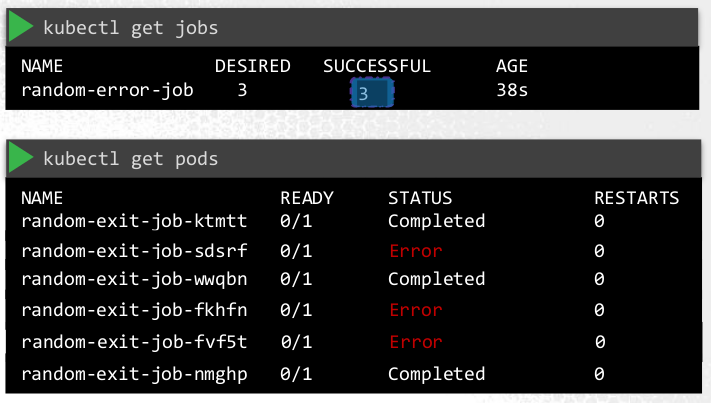 kubectl get jobs
NAME DESIRED SUCCESSFUL AGE
random-error-job 3 3 38s
kubectl get pods
NAME READY STATUS RESTARTS
random-exit-job-ktmtt 0/1 Completed 0
random-exit-job-sdsrf 0/1 Error 0
random-exit-job-wwqbn 0/1 Completed 0
random-exit-job-fkhfn 0/1 Error 0
random-exit-job-fvf5t 0/1 Error 0
random-exit-job-nmghp 0/1 Completed 0